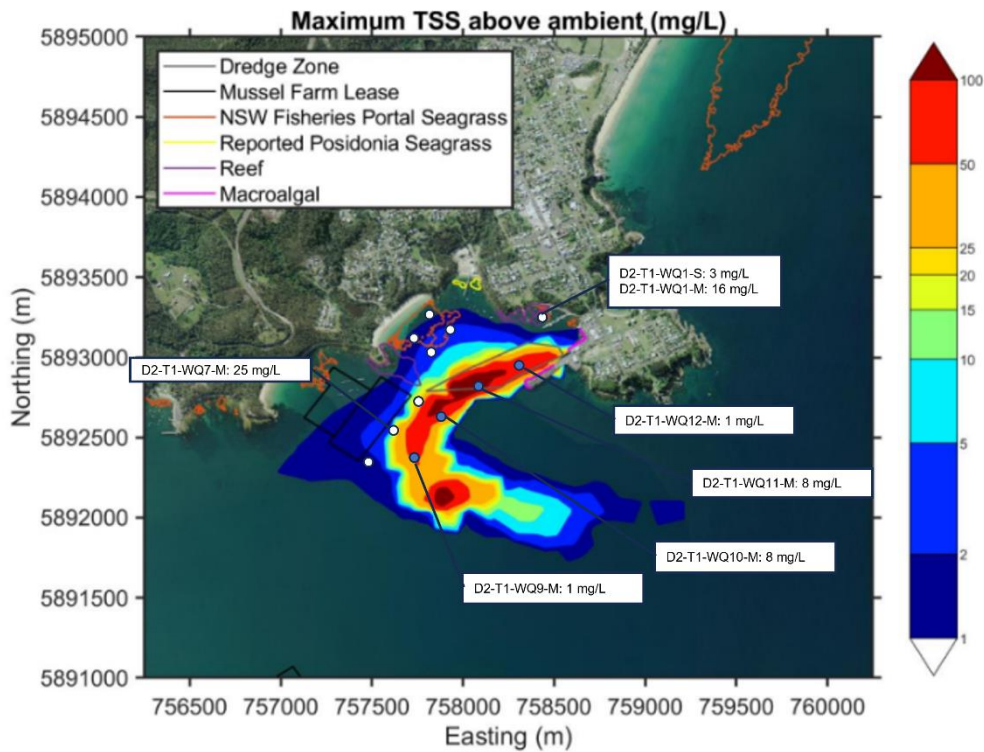 Maximum TSS above ambient (mg/L)
5895000
5894500
5894000
5893500
5893000
5892500
5892000
5891500
5891000
Northing (m)
Dredge Zone
Mussel Farm Lease
NSW Fisheries Portal Seagrass
Reported Posidonia Seagrass
Reef
Macroalgal
D2-T1-WQ1-S: 3 mg/L
D2-T1-WQ1-M: 16 mg/L
D2-T1-WQ7-M: 25 mg/L
D2-T1-WQ12-M: 1 mg/L
D2-T1-WQ11-M: 8 mg/L
D2-T1-WQ10-M: 8 mg/L
D2-T1-WQ9-M: 1 mg/L
756500 757000 757500 758000 758500 759000 759500 760000
Easting (m)
100
50
25
20
15
10
5
2
1